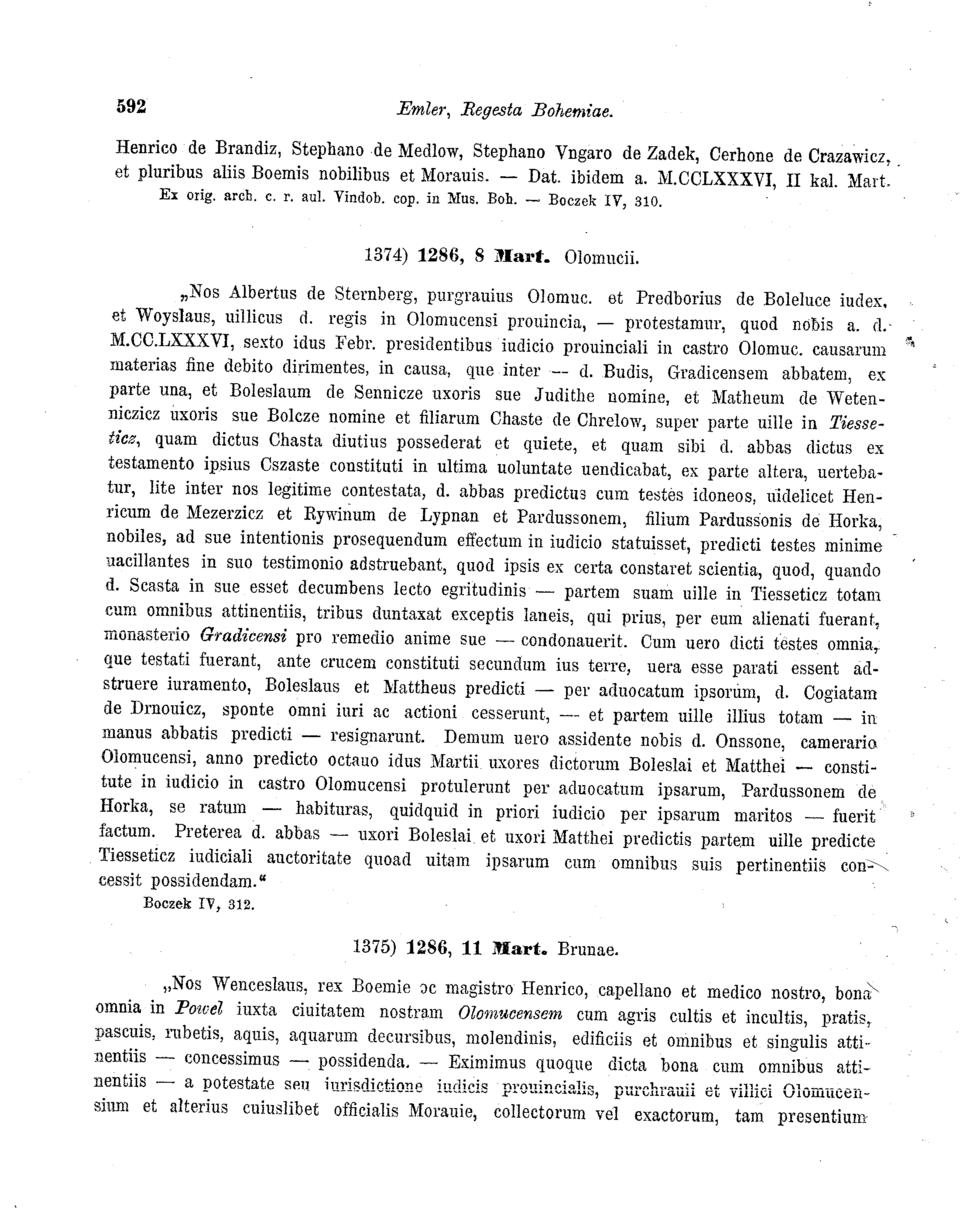 592 Emler, Regesta Bohemiae.
Henrico de Brandiz, Stephano de Medlow, Stephano Vngaro de Zadek, Cerhone de Crazawicz,
et pluribus aliis Boemis nobilibus et Morauis. — Dat. ibidem a. M.CCLXXXVI, II kal. Mart.
Ex orig. arch. c. r. aul. Vindob. cop. in Mus. Boh. — Boczek IV, 310.
1374) 1286, 8 Mart. Olomucii.
„Nos Albertus de Sternberg, purgrauius Olomuc. et Predborius de Boleluce iudex,
et Woyslaus, uillicus d. regis in Olomucensi prouincia, — protestamur, quod nobis a. d.
M.CC.LXXXVI, sexto idus Febr. presidentibus iudicio prouinciali in castro Olomuc. causarum
materias fine debito dirimentes, in causa, que inter — d. Budis, Gradicensem abbatem, ex
parte una, et Boleslaum de Sennicze uxoris sue Judithe nomine, et Matheum de Weten-
niczicz uxoris sue Bolcze nomine et filiarum Chaste de Chrelow, super parte uille in Tiesse-
ticz, quam dictus Chasta diutius possederat et quiete, et quam sibi d. abbas dictus ex
testamento ipsius Cszaste constituti in ultima uoluntate uendicabat, ex parte altera, uerteba-
tur, lite inter nos legitime contestata, d. abbas predictus cum testes idoneos, uidelicet Hen-
ricum de Mezerzicz et Rywinum de Lypnan et Pardussonem, filium Pardussonis de Horka,
nobiles, ad sue intentionis prosequendum effectum in iudicio statuisset, predicti testes minime
uacillantes in suo testimonio adstruebant, quod ipsis ex certa constaret scientia, quod, quando
d. Scasta in sue esset decumbens lecto egritudinis — partem suam uille in Tiesseticz totam
cum omnibus attinentiis, tribus duntaxat exceptis laneis, qui prius, per eum alienati fuerant,
monasterio Gradicensi pro remedio anime sue — condonauerit. Cum uero dicti testes omnia,
que testati fuerant, ante crucem constituti secundum ius terre, uera esse parati essent ad-
struere iuramento, Boleslaus et Mattheus predicti — per aduocatum ipsorum, d. Cogiatam
de Drnouicz, sponte omni iuri ac actioni cesserunt, — et partem uille illius totam — in
manus abbatis predicti — resignarunt. Demum uero assidente nobis d. Onssone, camerario
Olomucensi, anno predicto octauo idus Martii uxores dictorum Boleslai et Matthei — consti-
tute in iudicio in castro Olomucensi protulerunt per aduocatum ipsarum, Pardussonem de
Horka, se ratum — habituras, quidquid in priori iudicio per ipsarum maritos — fuerit
factum. Preterea d. abbas — uxori Boleslai et uxori Matthei predictis partem uille predicte
Tiesseticz iudiciali auctoritate quoad uitam ipsarum cum omnibus suis pertinentiis con-
cessit possidendam.“
Boczek IV, 312.
1375) 1286, 11 Mart. Brunae.
„Nos Wenceslaus, rex Boemie ꝛc magistro Henrico, capellano et medico nostro, bona
omnia in Powel iuxta ciuitatem nostram Olomucensem cum agris cultis et incultis, pratis,
pascuis, rubetis, aquis, aquarum decursibus, molendinis, edificiis et omnibus et singulis atti-
nentiis — concessimus — possidenda. — Eximimus quoque dicta bona cum omnibus atti-
nentiis — a potestate seu iurisdictione iudicis prouincialis, purchrauii et villici Olomucen-
sium et alterius cuiuslibet officialis Morauie, collectorum vel exactorum, tam presentium